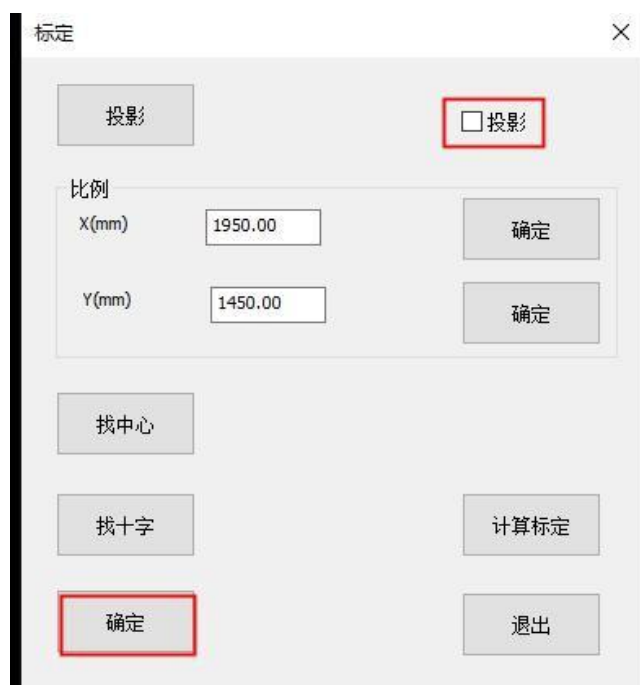 标定
投影
投影
比例
X(mm) 1950.00 确定
Y(mm) 1450.00 确定
找中心
找十字 计算标定
确定 退出